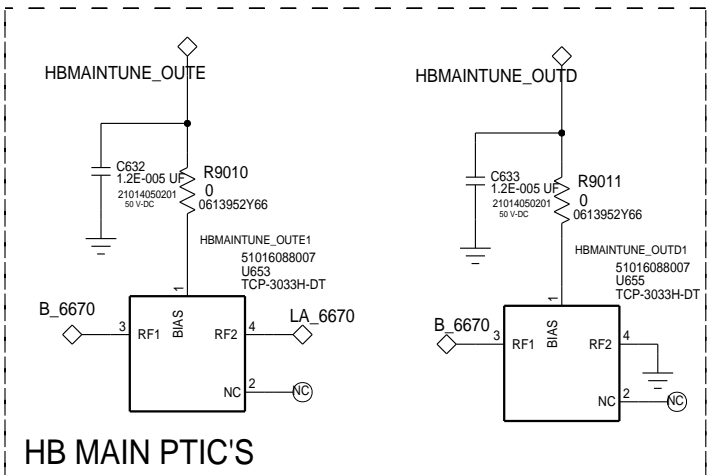 HBMAINTUNE_OUTE
C632
1.2E-005 UF
21014050201
50 V-DC
R9010
0
0613952Y66
HBMAINTUNE_OUTE1
51016088007
U653
TCP-3033H-DT
1
B_6670
3
RF1
BIAS
RF2
4
LA_6670
NC
2
NC
HBMAINTUNE_OUTD
C633
1.2E-005 UF
21014050201
50 V-DC
R9011
0
0613952Y66
HBMAINTUNE_OUTD1
51016088007
U655
TCP-3033H-DT
1
B_6670
3
RF1
BIAS
RF2
4
NC
2
NC
HB MAIN PTIC'S